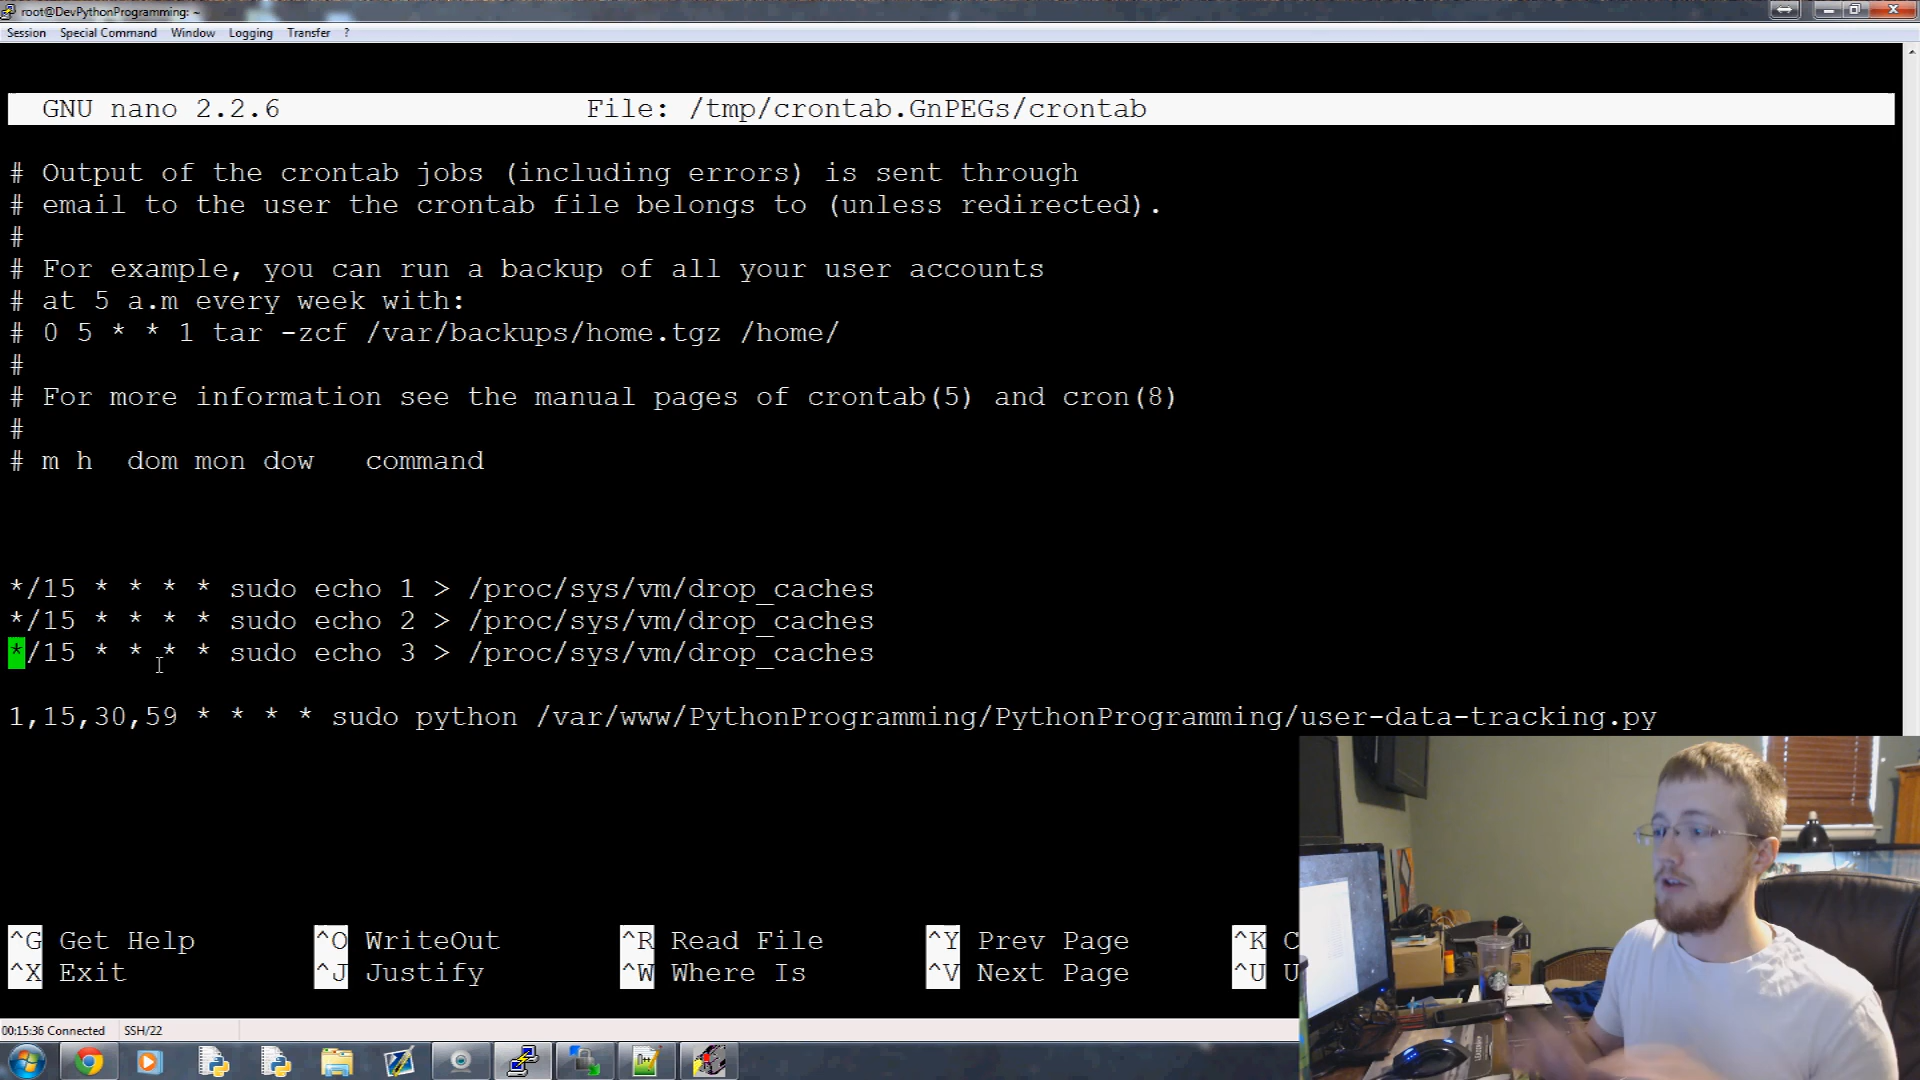 root@DevPythonProgramming: ~
Session Special Command Window Logging Transfer ?
GNU nano 2.2.6 File: /tmp/crontab.GnPEGs/crontab
# Output of the crontab jobs (including errors) is sent through
# email to the user the crontab file belongs to (unless redirected).
#
# For example, you can run a backup of all your user accounts
# at 5 a.m every week with:
# 0 5 * * 1 tar -zcf /var/backups/home.tgz /home/
#
# For more information see the manual pages of crontab(5) and cron(8)
#
# m h  dom mon dow   command
*/15 * * * * sudo echo 1 > /proc/sys/vm/drop_caches
*/15 * * * * sudo echo 2 > /proc/sys/vm/drop_caches
*/15 * * * * sudo echo 3 > /proc/sys/vm/drop_caches
1,15,30,59 * * * * sudo python /var/www/PythonProgramming/PythonProgramming/user-data-tracking.py
^G Get Help ^O WriteOut ^R Read File ^Y Prev Page ^K C
^X Exit ^J Justify ^W Where Is ^V Next Page ^U U
00:15:36 Connected SSH/22